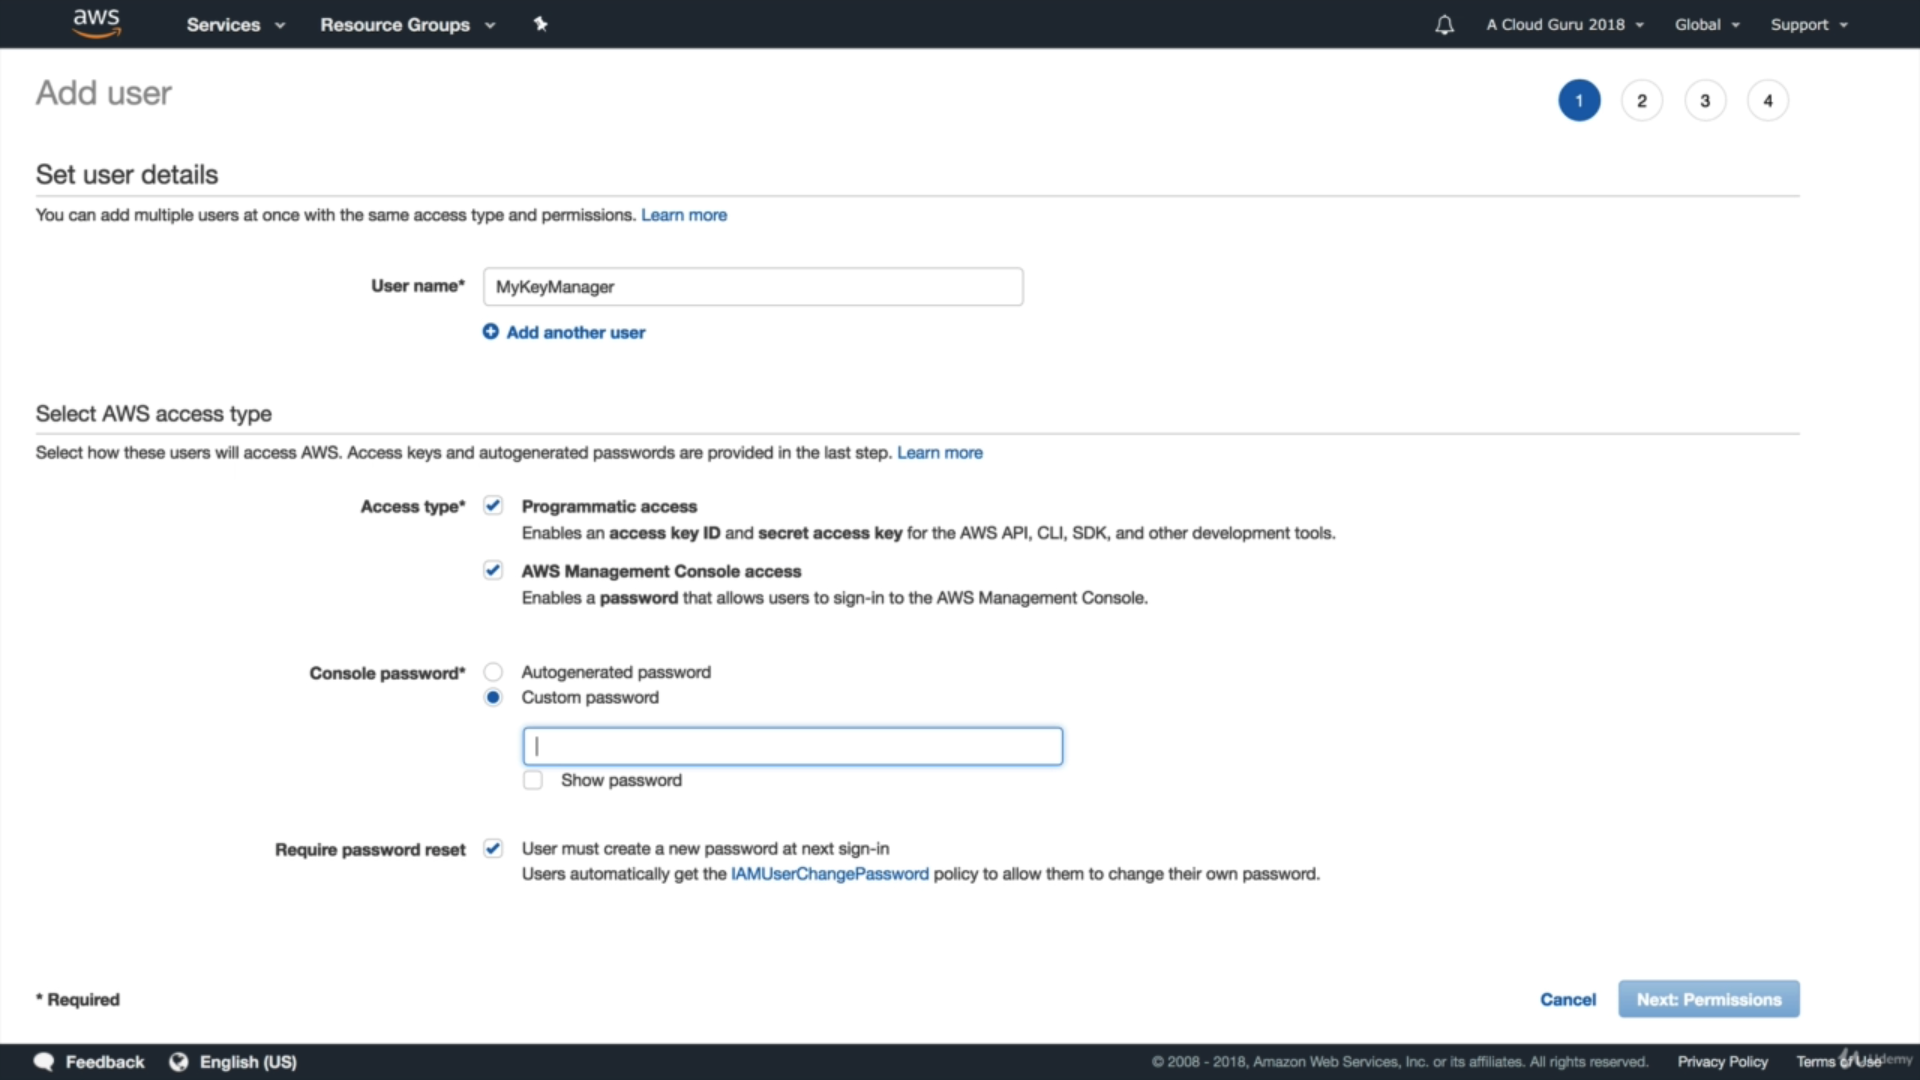 aws Services Resource Groups A Cloud Guru 2018 Global Support
Add user
1 2 3 4
Set user details
You can add multiple users at once with the same access type and permissions. Learn more
User name* MyKeyManager
Add another user
Select AWS access type
Select how these users will access AWS. Access keys and autogenerated passwords are provided in the last step. Learn more
Access type* Programmatic access
Enables an access key ID and secret access key for the AWS API, CLI, SDK, and other development tools.
AWS Management Console access
Enables a password that allows users to sign-in to the AWS Management Console.
Console password* Autogenerated password
Custom password
Show password
Require password reset User must create a new password at next sign-in
Users automatically get the IAMUserChangePassword policy to allow them to change their own password.
* Required Cancel Next: Permissions
Feedback English (US) © 2008 - 2018, Amazon Web Services, Inc. or its affiliates. All rights reserved. Privacy Policy Terms of Use